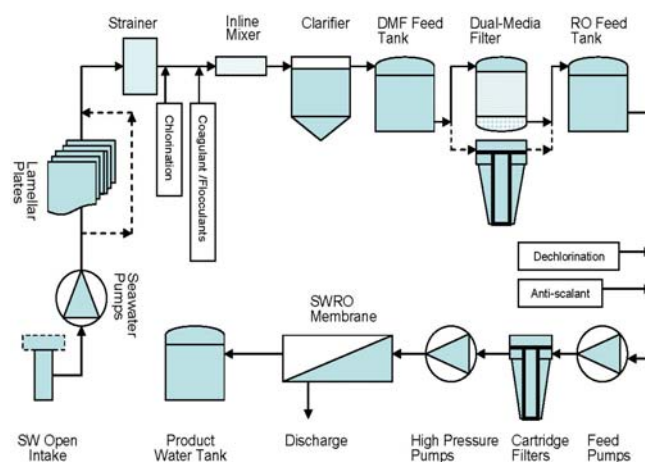 Strainer
Inline
Mixer
Clarifier
DMF Feed
Tank
Dual-Media
Filter
RO Feed
Tank
Chlorination
Coagulant
/Flocculants
Lamellar
Plates
Seawater
Pumps
Dechlorination
Anti-scalant
SWRO
Membrane
SW Open
Intake
Product
Water Tank
Discharge
High Pressure
Pumps
Cartridge
Filters
Feed
Pumps